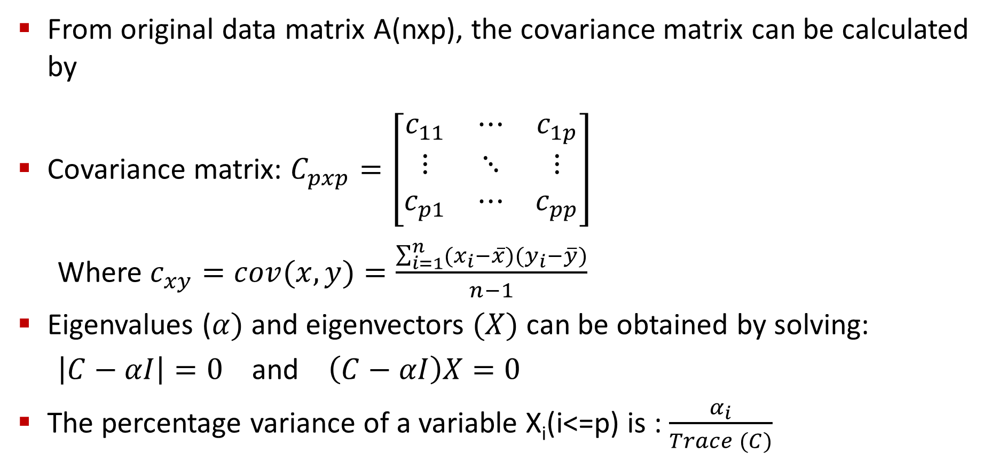 ▪ From original data matrix A(nxp), the covariance matrix can be calculated
by
▪ Covariance matrix: $C_{pxp} = \begin{bmatrix} c_{11} & \cdots & c_{1p} \\ \vdots & \ddots & \vdots \\ c_{p1} & \cdots & c_{pp} \end{bmatrix}$
Where $c_{xy} = cov(x, y) = \frac{\sum_{i=1}^{n}(x_i-\bar{x})(y_i-\bar{y})}{n-1}$
▪ Eigenvalues $(\alpha)$ and eigenvectors $(X)$ can be obtained by solving:
$|C - \alpha I| = 0$ and $(C - \alpha I)X = 0$
▪ The percentage variance of a variable X$_i$(i<=p) is : $\frac{\alpha_i}{Trace\ (C)}$